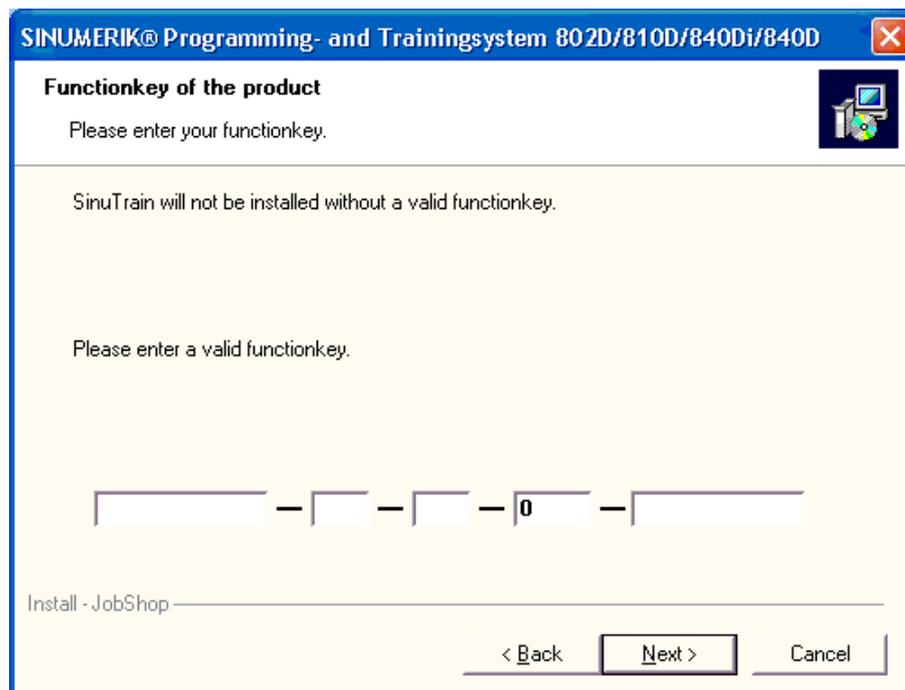 SINUMERIK® Programming- and Trainingsystem 802D/810D/840Di/840D
Functionkey of the product
Please enter your functionkey.
SinuTrain will not be installed without a valid functionkey.
Please enter a valid functionkey.
0
Install - JobShop
< Back Next > Cancel